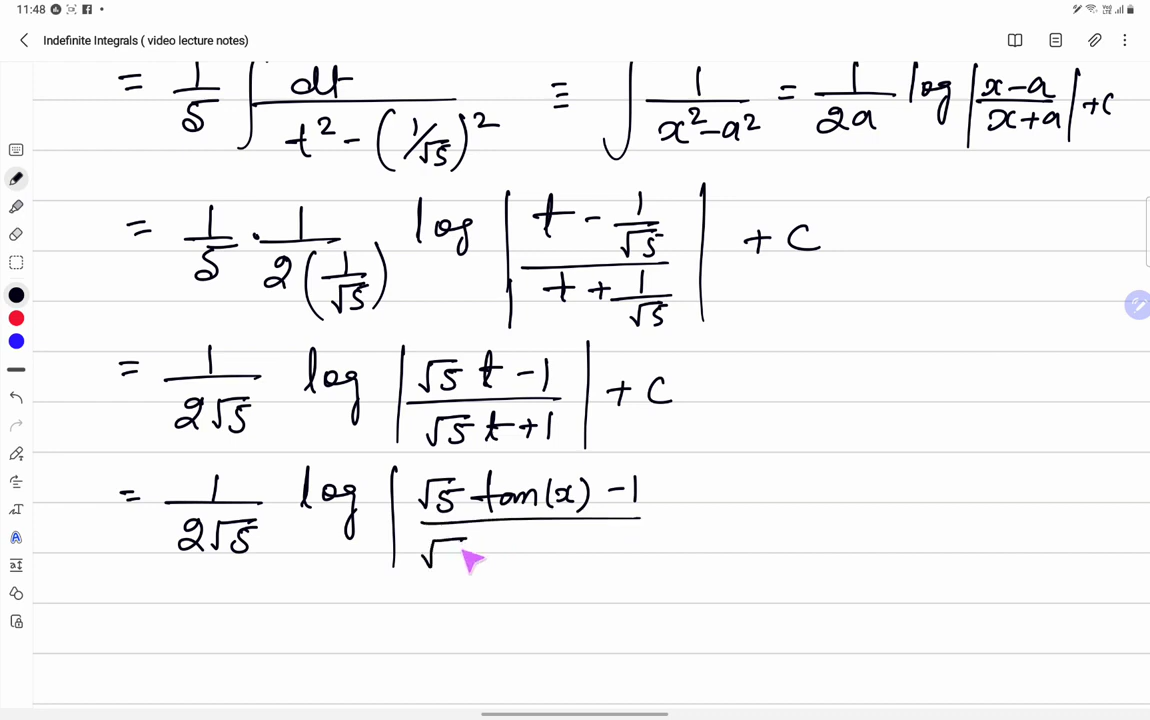 11:48
Indefinite Integrals ( video lecture notes)
= 1/5 ∫ dt / (t² - (1/√5)²) ≡ ∫ 1/(x² - a²) = 1/2a log |(x - a)/(x + a)| + c
= 1/5 · 1/(2(1/√5)) log |(t - 1/√5)/(t + 1/√5)| + C
= 1/(2√5) log |(√5 t - 1)/(√5 t + 1)| + C
= 1/(2√5) log |(√5 tan(x) - 1)/(√